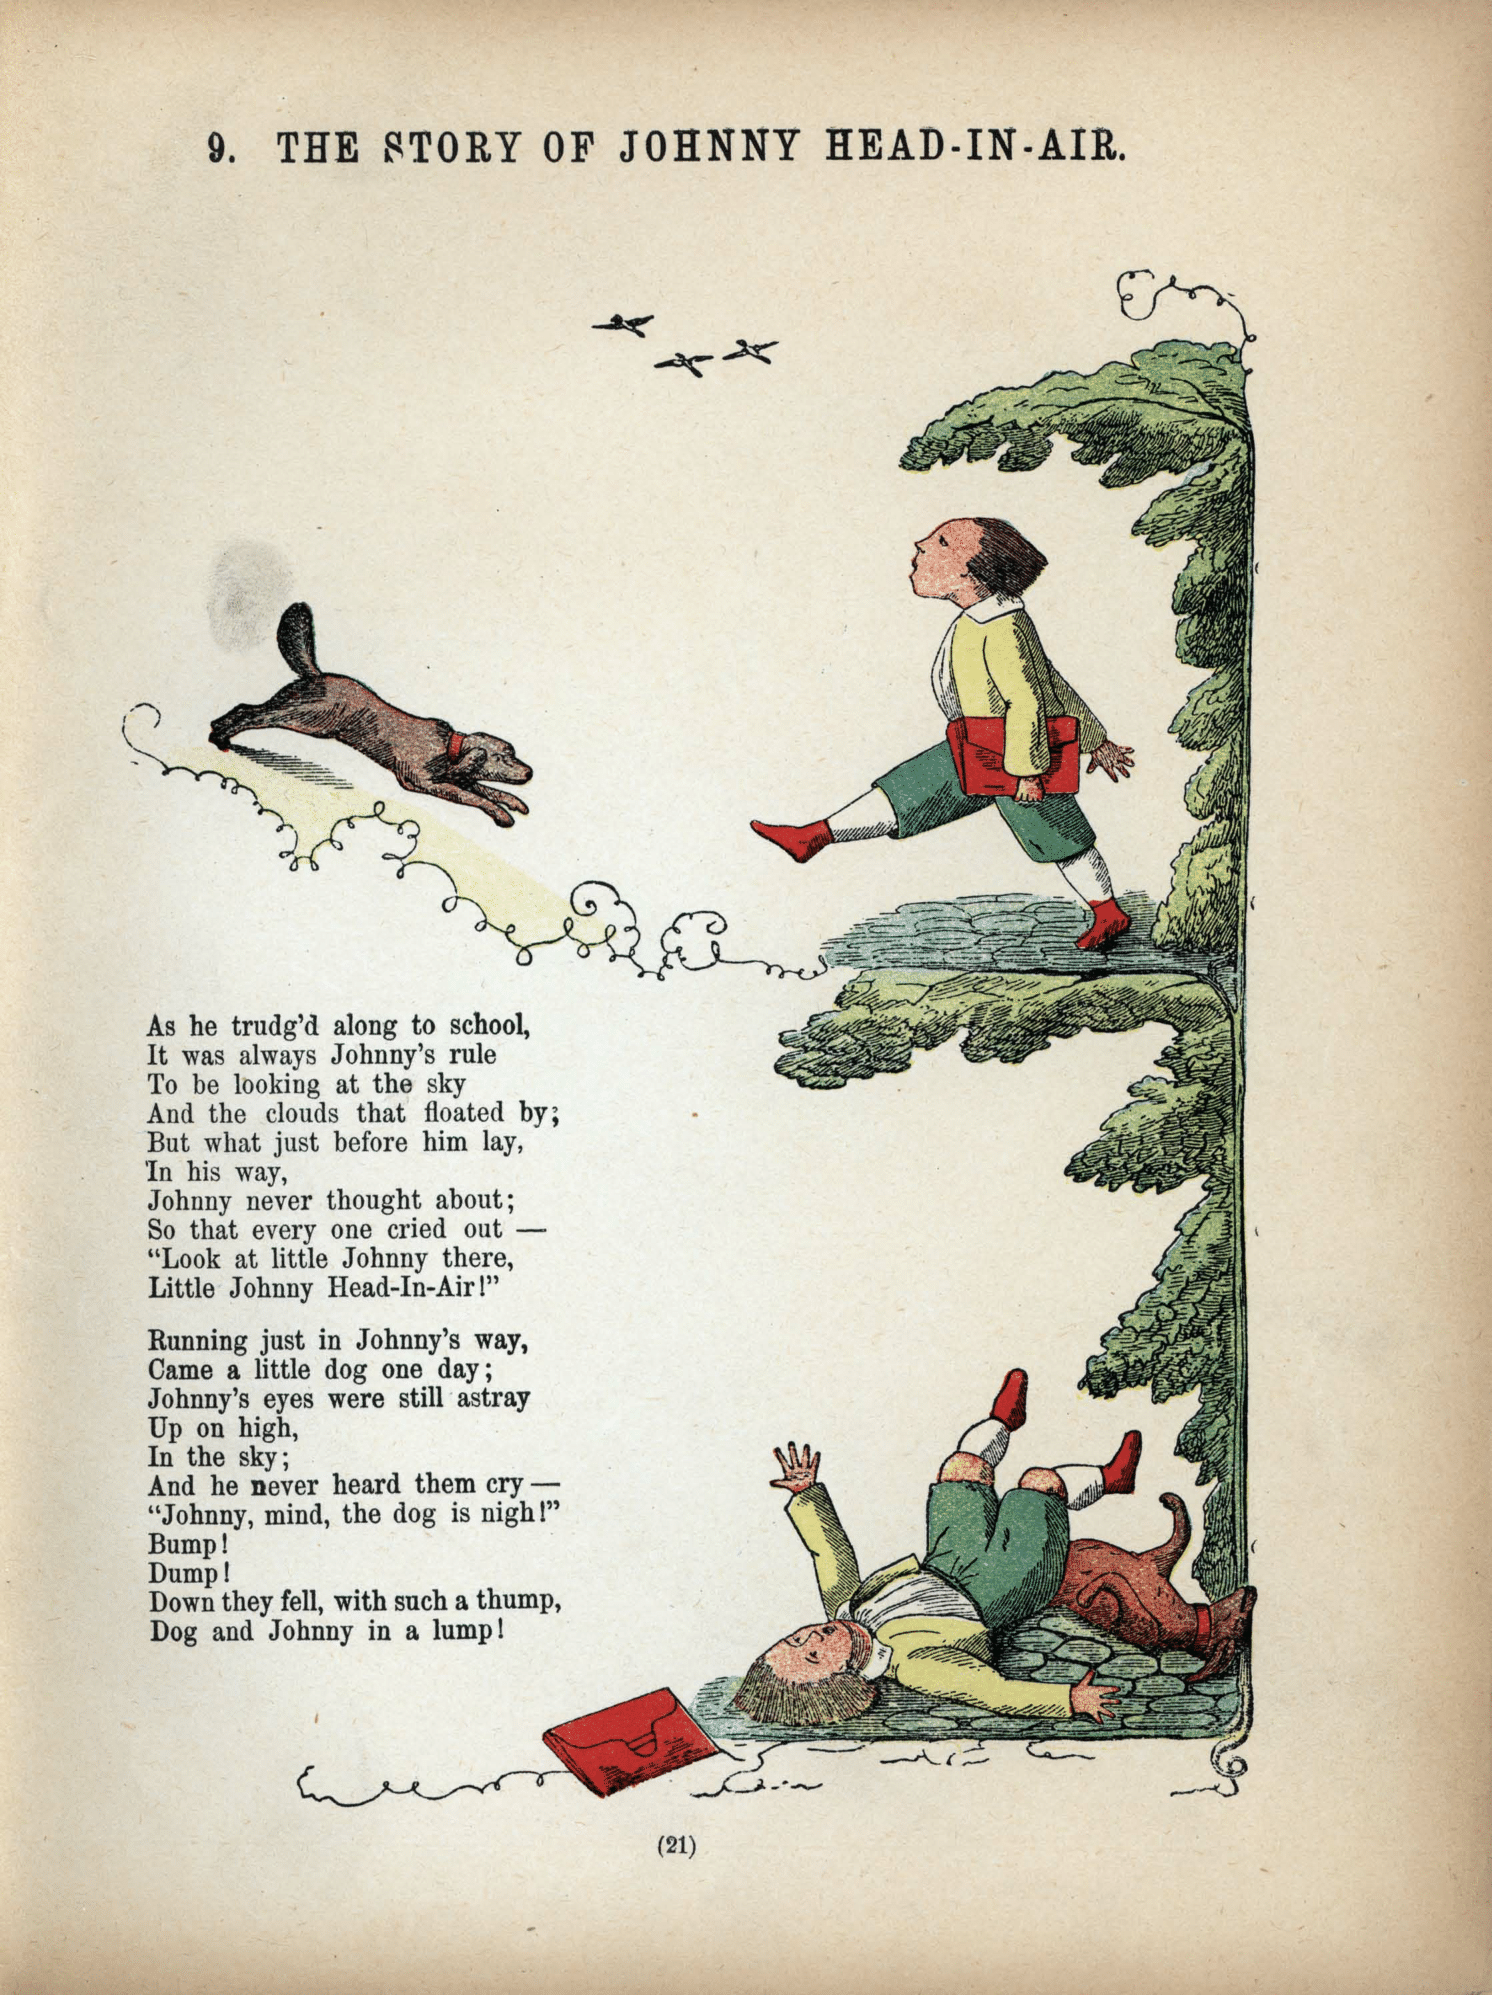 9. THE STORY OF JOHNNY HEAD-IN-AIR.
As he trudg'd along to school,
It was always Johnny's rule
To be looking at the sky
And the clouds that floated by;
But what just before him lay,
In his way,
Johnny never thought about;
So that every one cried out —
“Look at little Johnny there,
Little Johnny Head-In-Air!”
Running just in Johnny's way,
Came a little dog one day;
Johnny's eyes were still astray
Up on high,
In the sky;
And he never heard them cry —
“Johnny, mind, the dog is nigh!”
Bump!
Dump!
Down they fell, with such a thump,
Dog and Johnny in a lump!
(21)